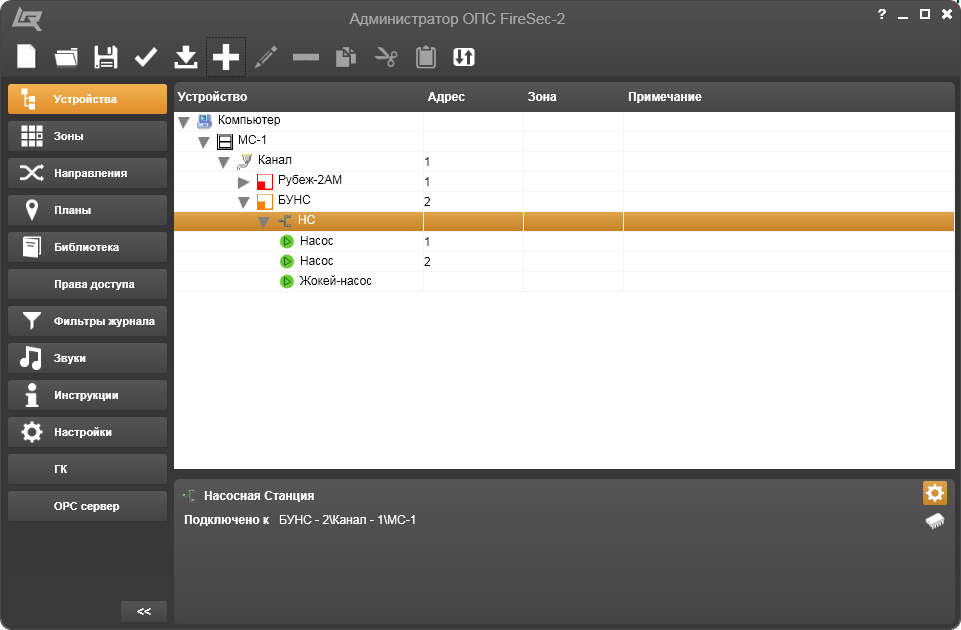 Администратор ОПС FireSec-2
?
Устройства
Зоны
Направления
Планы
Библиотека
Права доступа
Фильтры журнала
Звуки
Инструкции
Настройки
ГК
ОРС сервер
<<
Устройство Адрес Зона Примечание
Компьютер
МС-1
Канал 1
Рубеж-2АМ 1
БУНС 2
НС
Насос 1
Насос 2
Жокей-насос
Насосная Станция
Подключено к БУНС - 2\Канал - 1\МС-1